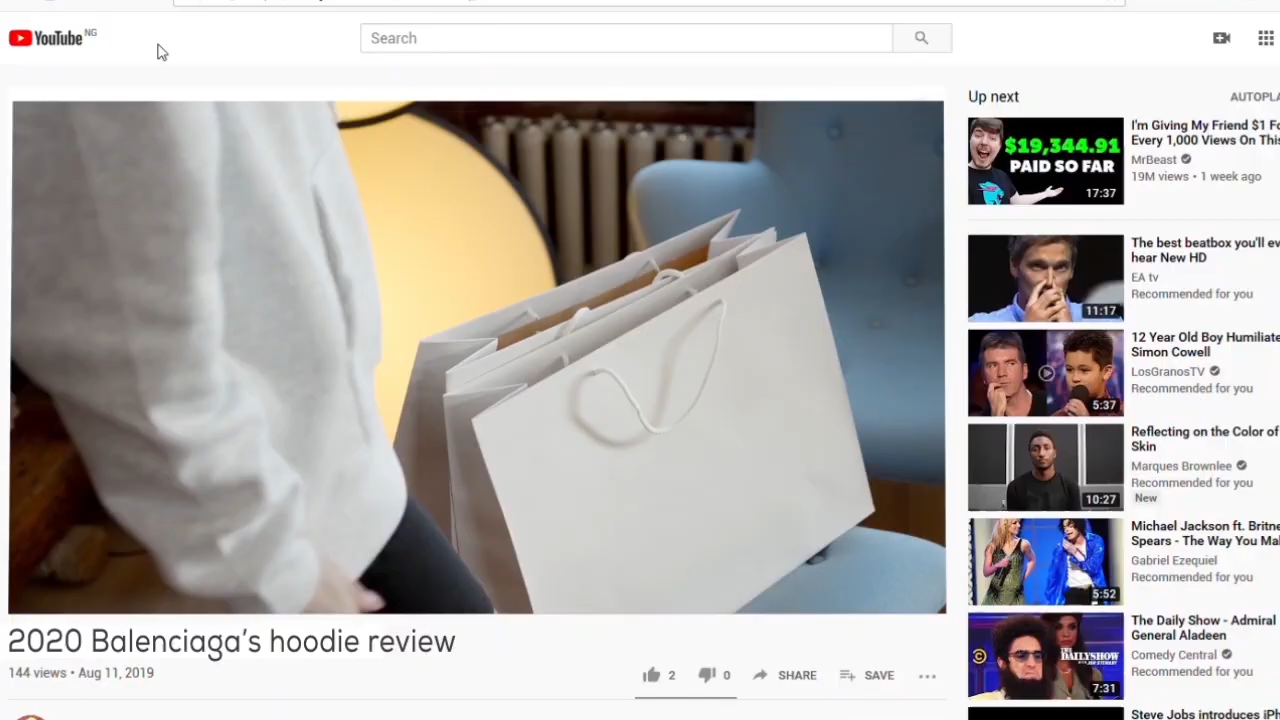 YouTube NG
Search
Up next
AUTOPLA
$19,344.91
PAID SO FAR
17:37
I'm Giving My Friend $1 Fo
Every 1,000 Views On This
MrBeast
19M views • 1 week ago
11:17
The best beatbox you'll ev
hear New HD
EA tv
Recommended for you
5:37
12 Year Old Boy Humiliate
Simon Cowell
LosGranosTV
Recommended for you
10:27
Reflecting on the Color of
Skin
Marques Brownlee
Recommended for you
New
5:52
Michael Jackson ft. Britne
Spears - The Way You Mal
Gabriel Ezequiel
Recommended for you
THE DAILYSHOW
7:31
The Daily Show - Admiral
General Aladeen
Comedy Central
Recommended for you
Steve Jobs introduces iPh
2020 Balenciaga's hoodie review
144 views • Aug 11, 2019
2
0
SHARE
SAVE